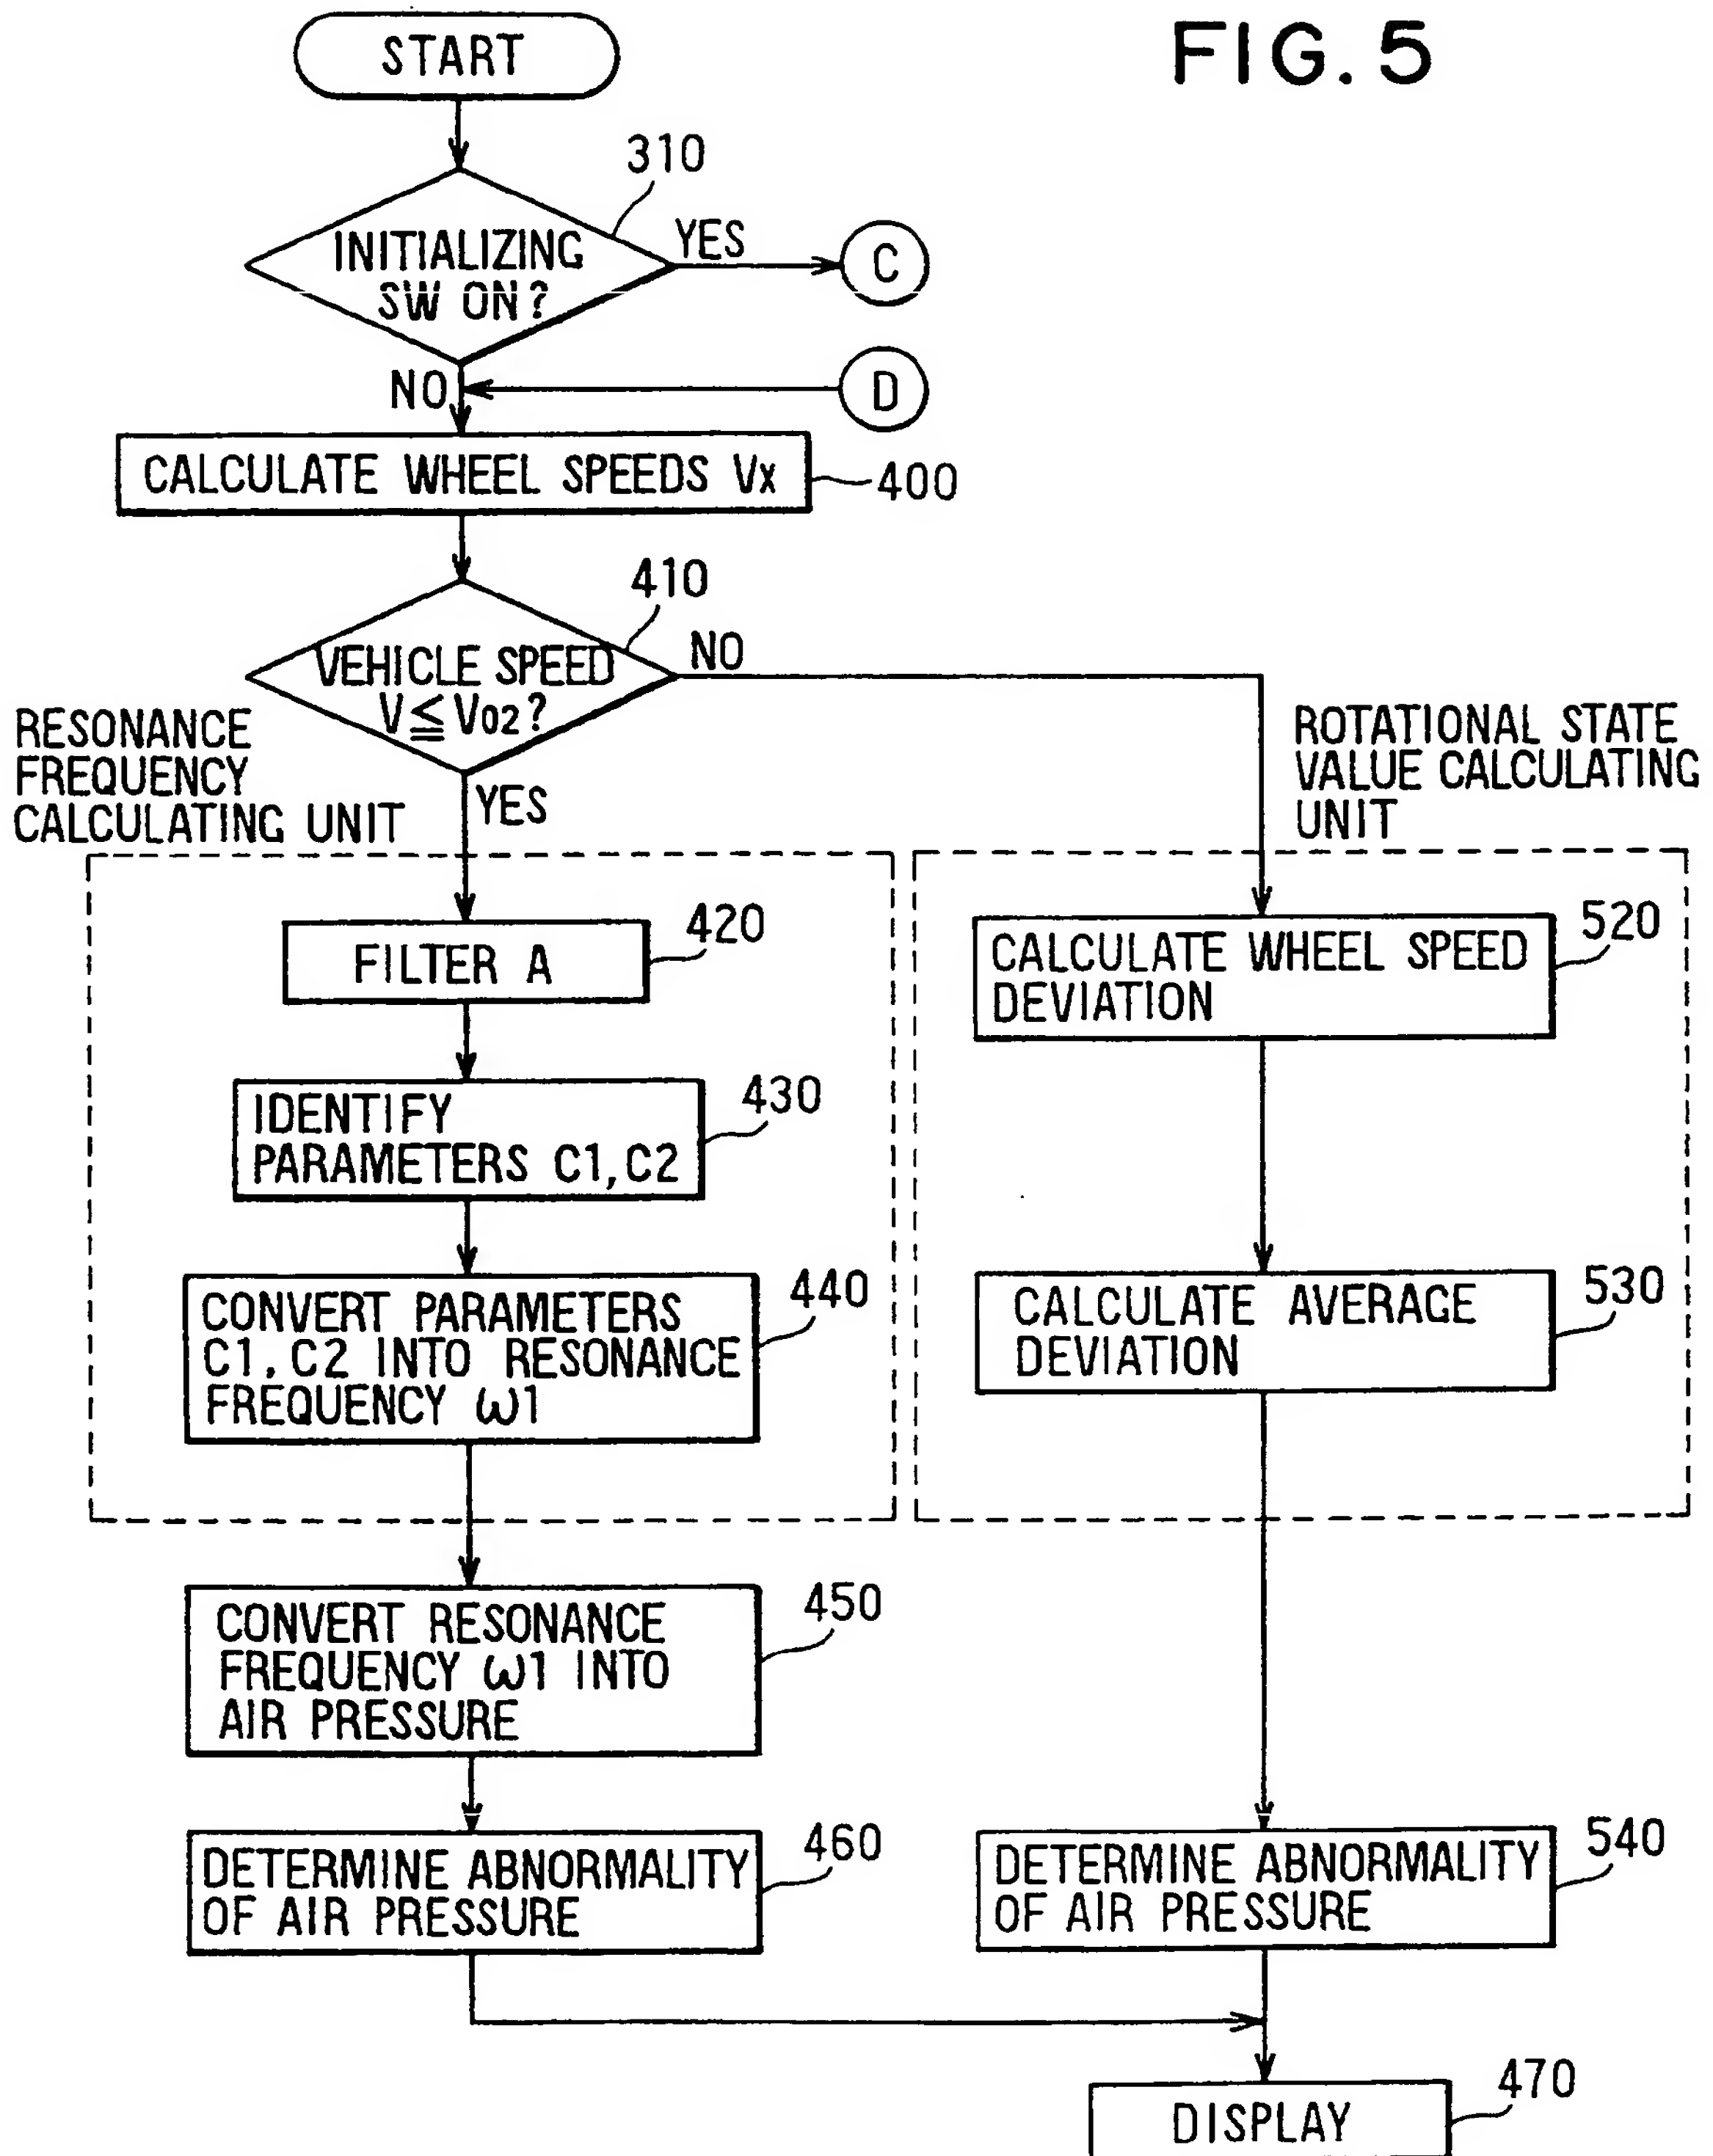 FIG. 5
START
310
INITIALIZING
SW ON?
YES
C
NO
D
CALCULATE WHEEL SPEEDS Vx
400
410
VEHICLE SPEED
V≦V02?
NO
YES
RESONANCE
FREQUENCY
CALCULATING UNIT
ROTATIONAL STATE
VALUE CALCULATING
UNIT
420
FILTER A
430
IDENTIFY
PARAMETERS C1, C2
440
CONVERT PARAMETERS
C1, C2 INTO RESONANCE
FREQUENCY ω1
520
CALCULATE WHEEL SPEED
DEVIATION
530
CALCULATE AVERAGE
DEVIATION
450
CONVERT RESONANCE
FREQUENCY ω1 INTO
AIR PRESSURE
460
DETERMINE ABNORMALITY
OF AIR PRESSURE
540
DETERMINE ABNORMALITY
OF AIR PRESSURE
470
DISPLAY